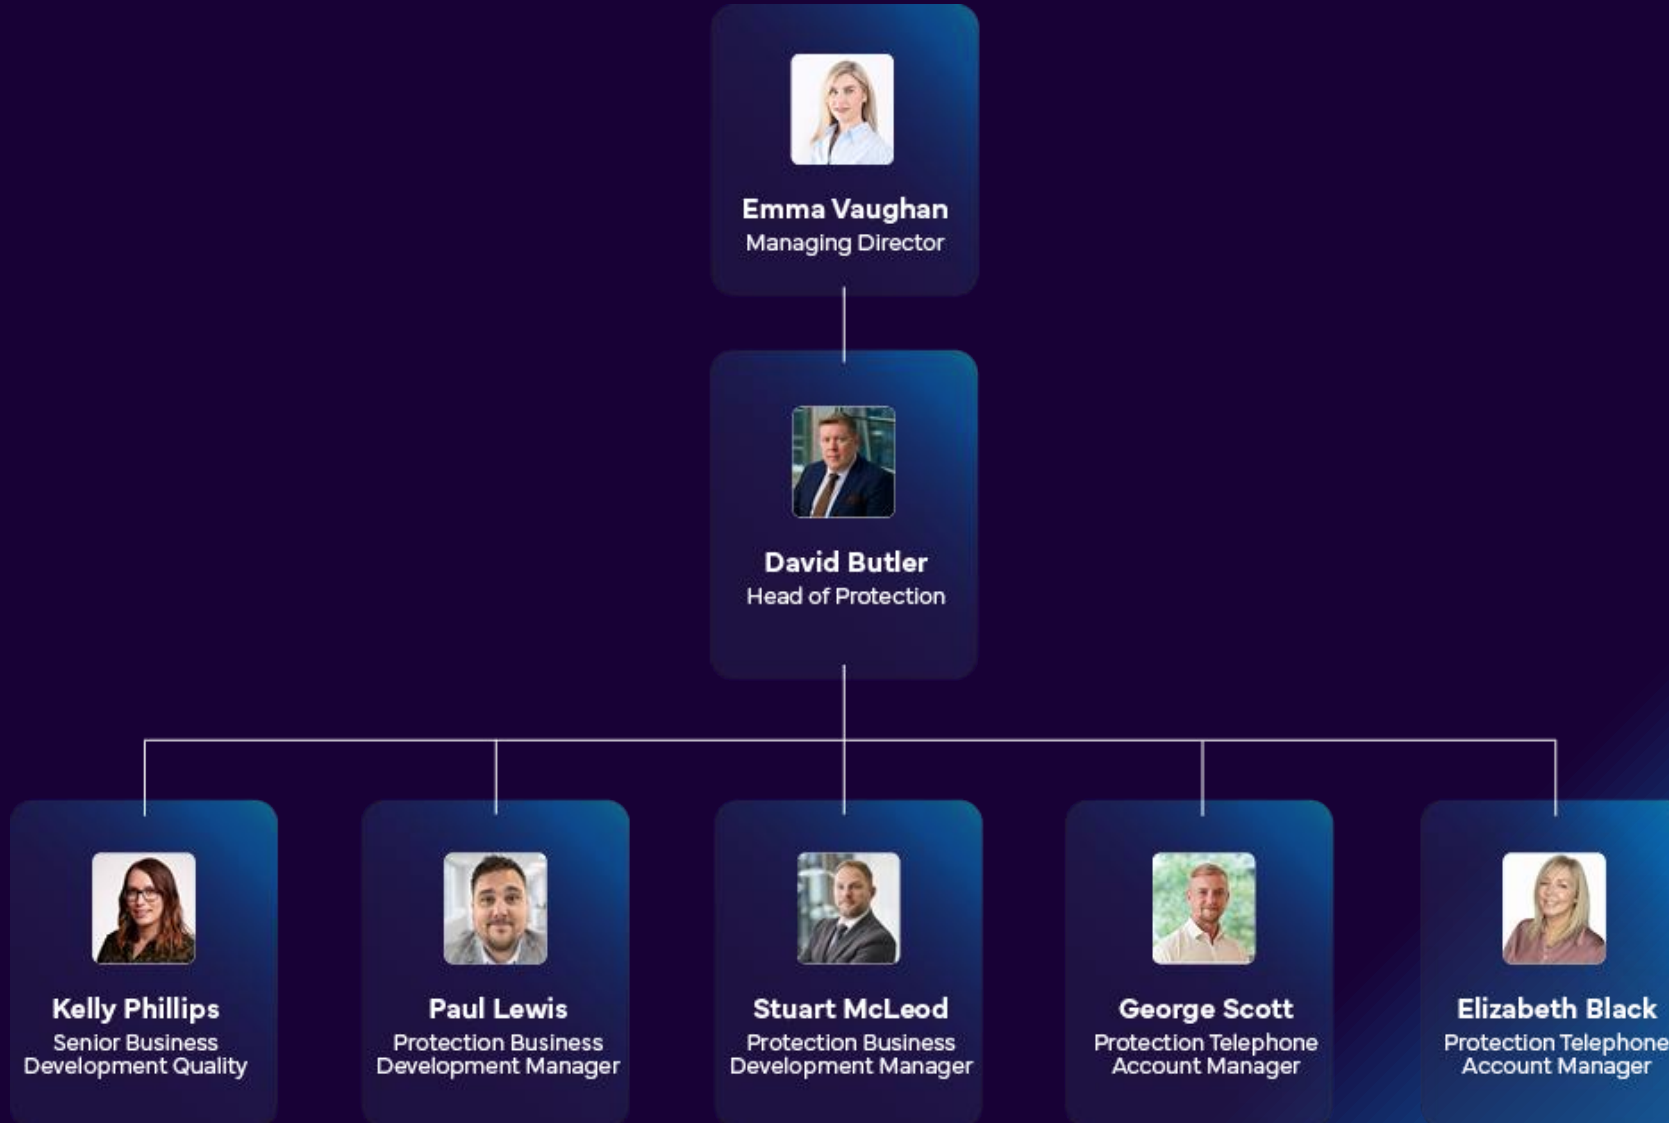 Emma Vaughan
Managing Director
David Butler
Head of Protection
Kelly Phillips
Senior Business
Development Quality
Paul Lewis
Protection Business
Development Manager
Stuart McLeod
Protection Business
Development Manager
George Scott
Protection Telephone
Account Manager
Elizabeth Black
Protection Telephone
Account Manager